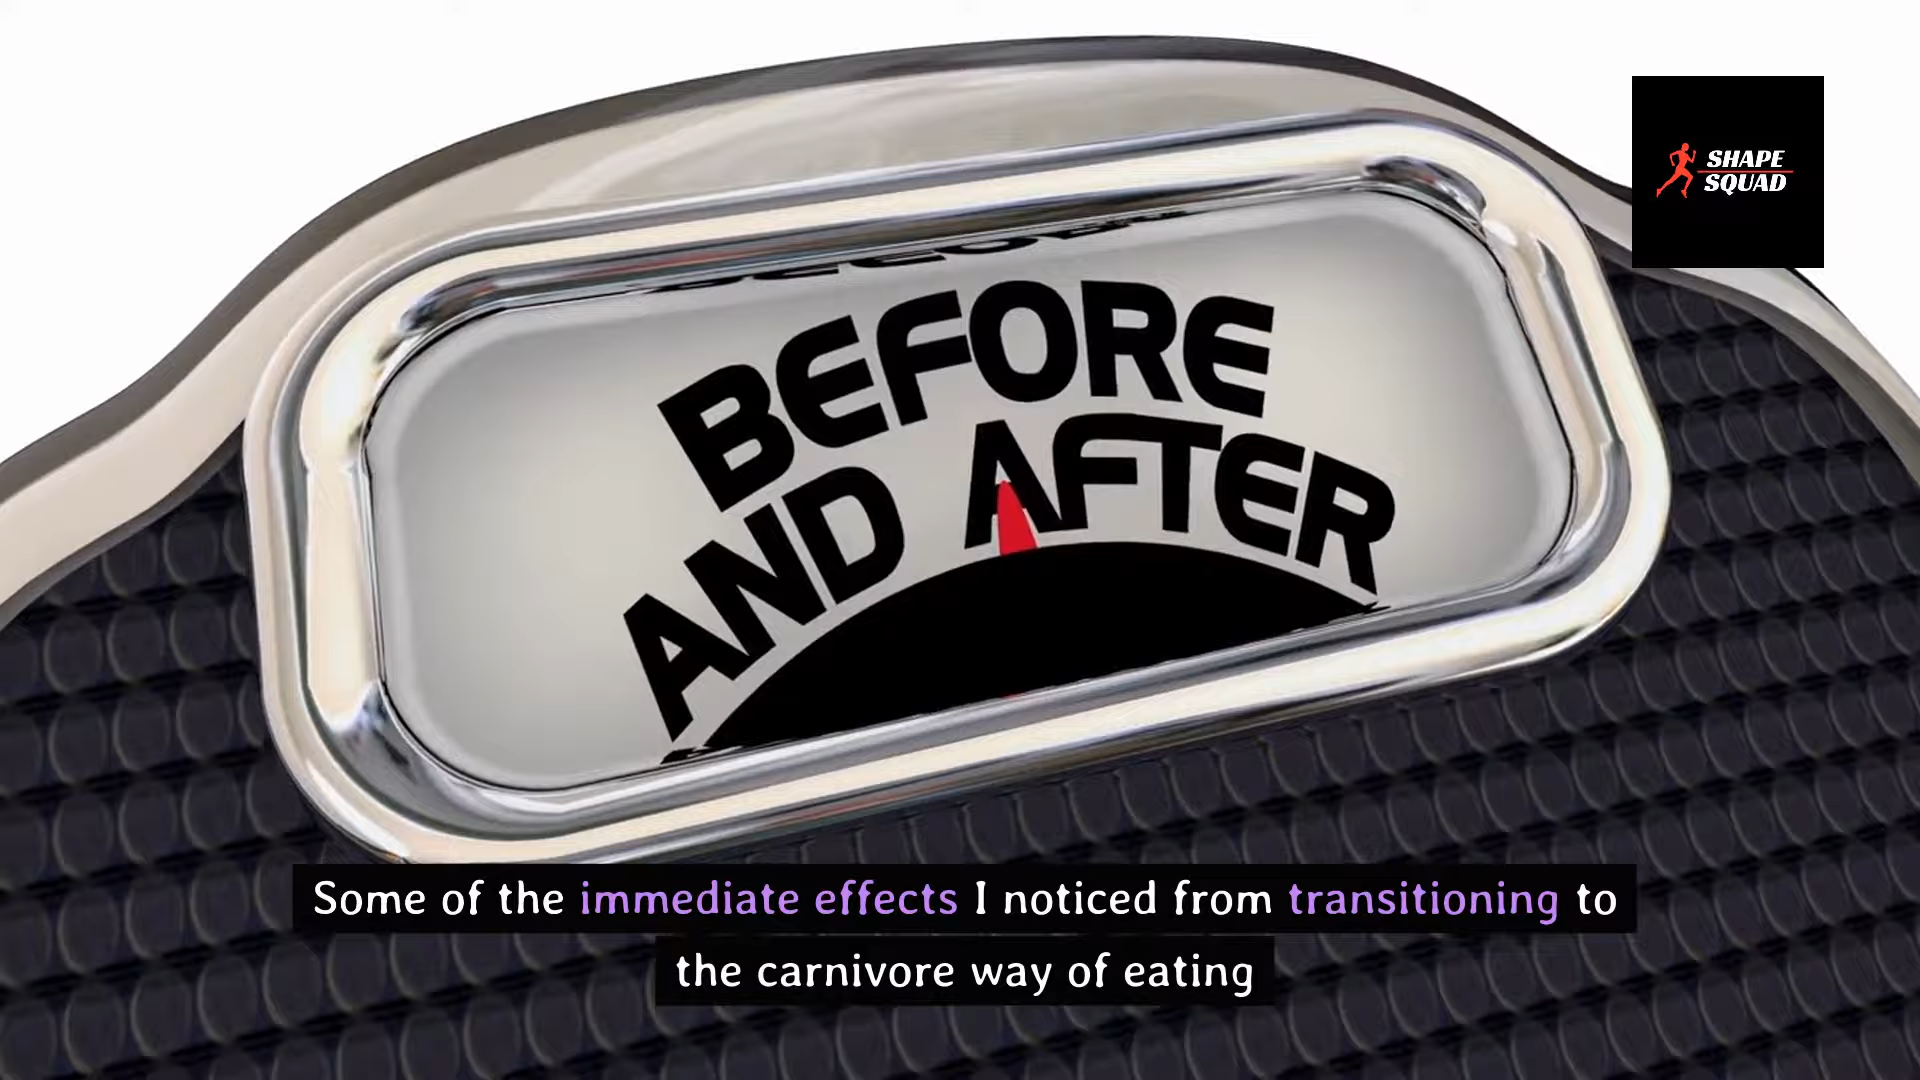 SHAPE
SQUAD
BEFORE
AND AFTER
Some of the immediate effects I noticed from transitioning to
the carnivore way of eating